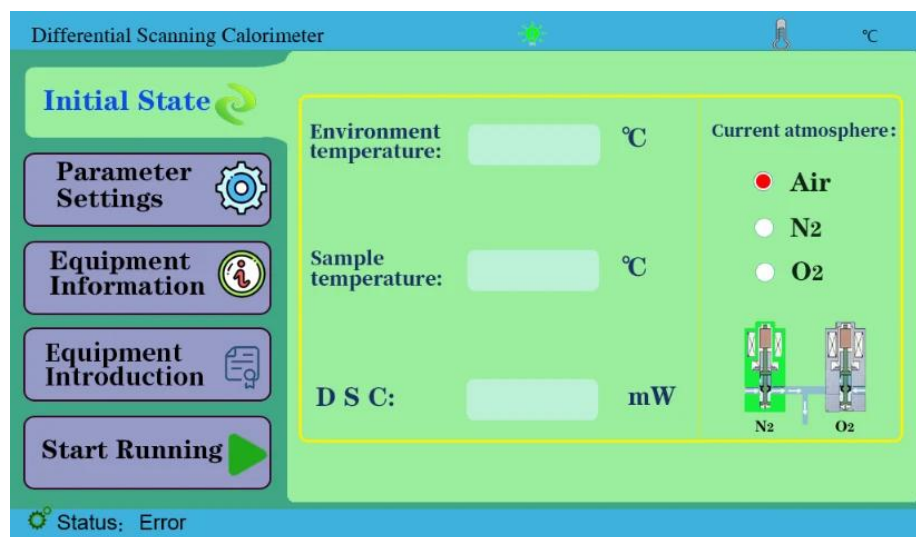 Differential Scanning Calorimeter
℃
Initial State
Parameter
Settings
Equipment
Information
Equipment
Introduction
Start Running
Environment
temperature:
℃
Sample
temperature:
℃
D S C:
mW
Current atmosphere:
Air
N2
O2
N2
O2
Status: Error